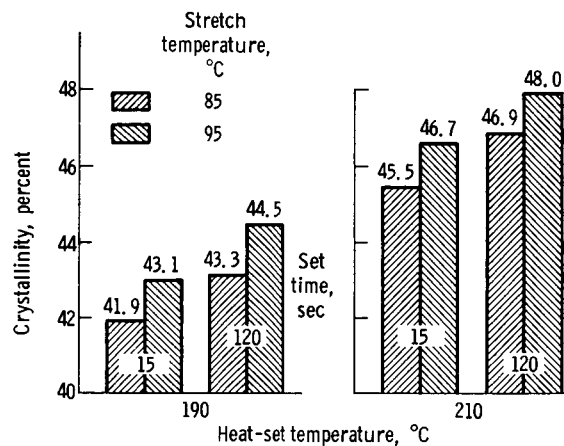 Stretch
temperature,
°C
85
95
Crystallinity, percent
48
46
44
42
40
41.9
43.1
43.3
44.5
15
120
Set
time,
sec
45.5
46.7
46.9
48.0
15
120
190
210
Heat-set temperature, °C